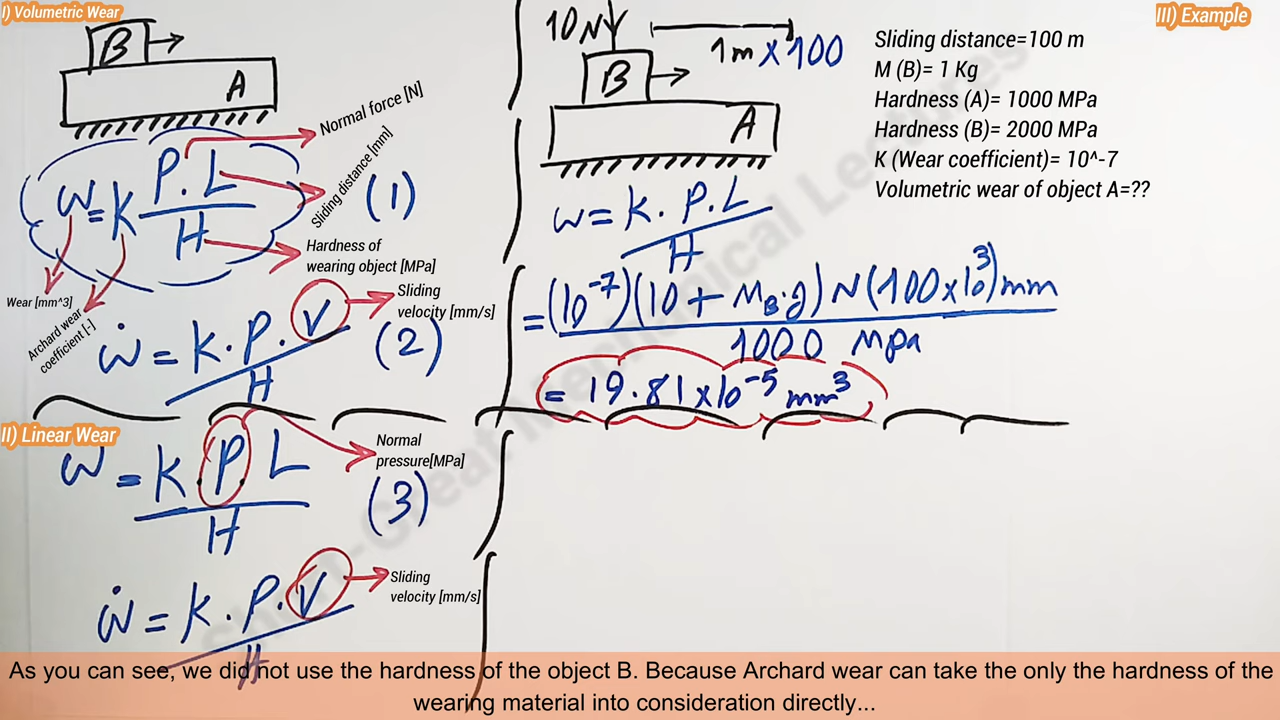 I) Volumetric Wear
B
A
Normal force [N]
P.L
w=K
H
Sliding distance [mm]
(1)
Hardness of
wearing object [MPa]
Wear [mm^3]
Archard wear
coefficient [-]
ẇ = K.P.V
H
(2)
Sliding
velocity [mm/s]
II) Linear Wear
w = K.P.L
H
(3)
Normal
pressure[MPa]
ẇ = K.P.V
H
Sliding
velocity [mm/s]
10N
1m x100
B
A
w= K.P.L
H
=(10^-7)(10+M_B.g)N(100x10^3)mm
1000 MPa
= 19.81x10^-5 mm^3
III) Example
Sliding distance=100 m
M (B)= 1 Kg
Hardness (A)= 1000 MPa
Hardness (B)= 2000 MPa
K (Wear coefficient)= 10^-7
Volumetric wear of object A=??
As you can see, we did not use the hardness of the object B. Because Archard wear can take the only the hardness of the
wearing material into consideration directly...